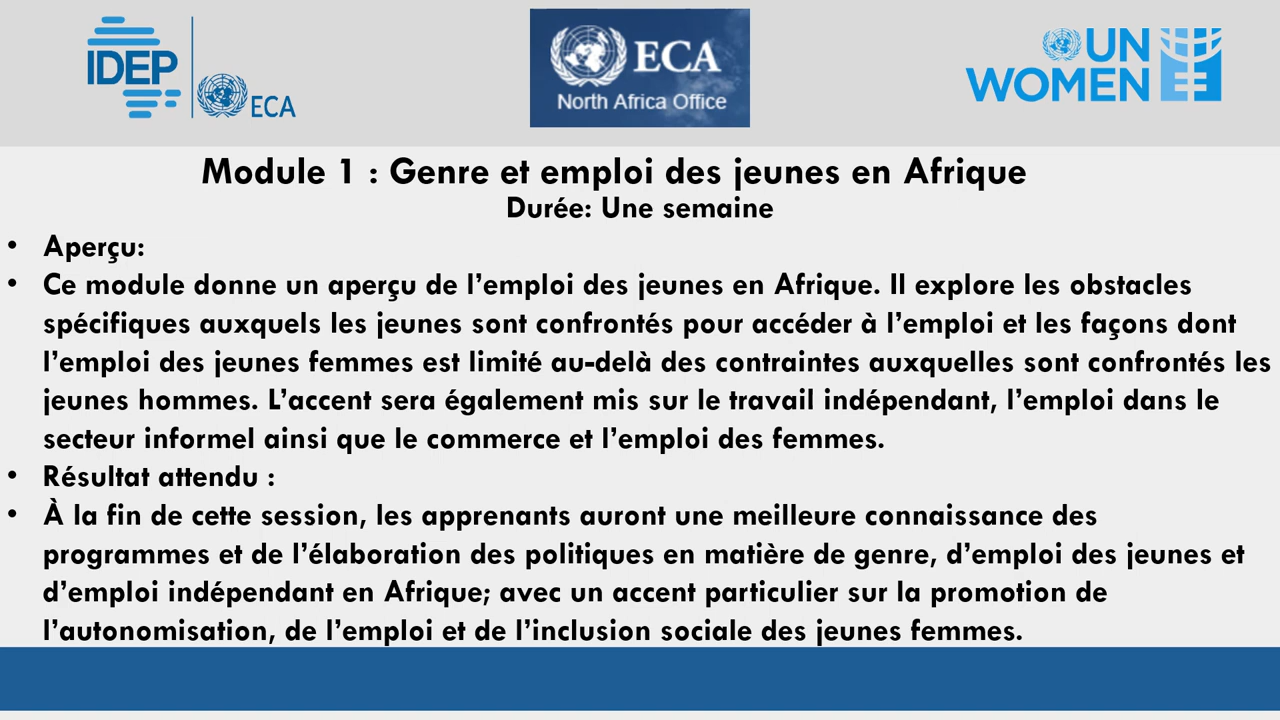 IDEP
ECA
ECA
North Africa Office
UN
WOMEN
Module 1 : Genre et emploi des jeunes en Afrique
Durée: Une semaine
• Aperçu:
• Ce module donne un aperçu de l’emploi des jeunes en Afrique. Il explore les obstacles
spécifiques auxquels les jeunes sont confrontés pour accéder à l’emploi et les façons dont
l’emploi des jeunes femmes est limité au-delà des contraintes auxquelles sont confrontés les
jeunes hommes. L’accent sera également mis sur le travail indépendant, l’emploi dans le
secteur informel ainsi que le commerce et l’emploi des femmes.
• Résultat attendu :
• À la fin de cette session, les apprenants auront une meilleure connaissance des
programmes et de l’élaboration des politiques en matière de genre, d’emploi des jeunes et
d’emploi indépendant en Afrique; avec un accent particulier sur la promotion de
l’autonomisation, de l’emploi et de l’inclusion sociale des jeunes femmes.